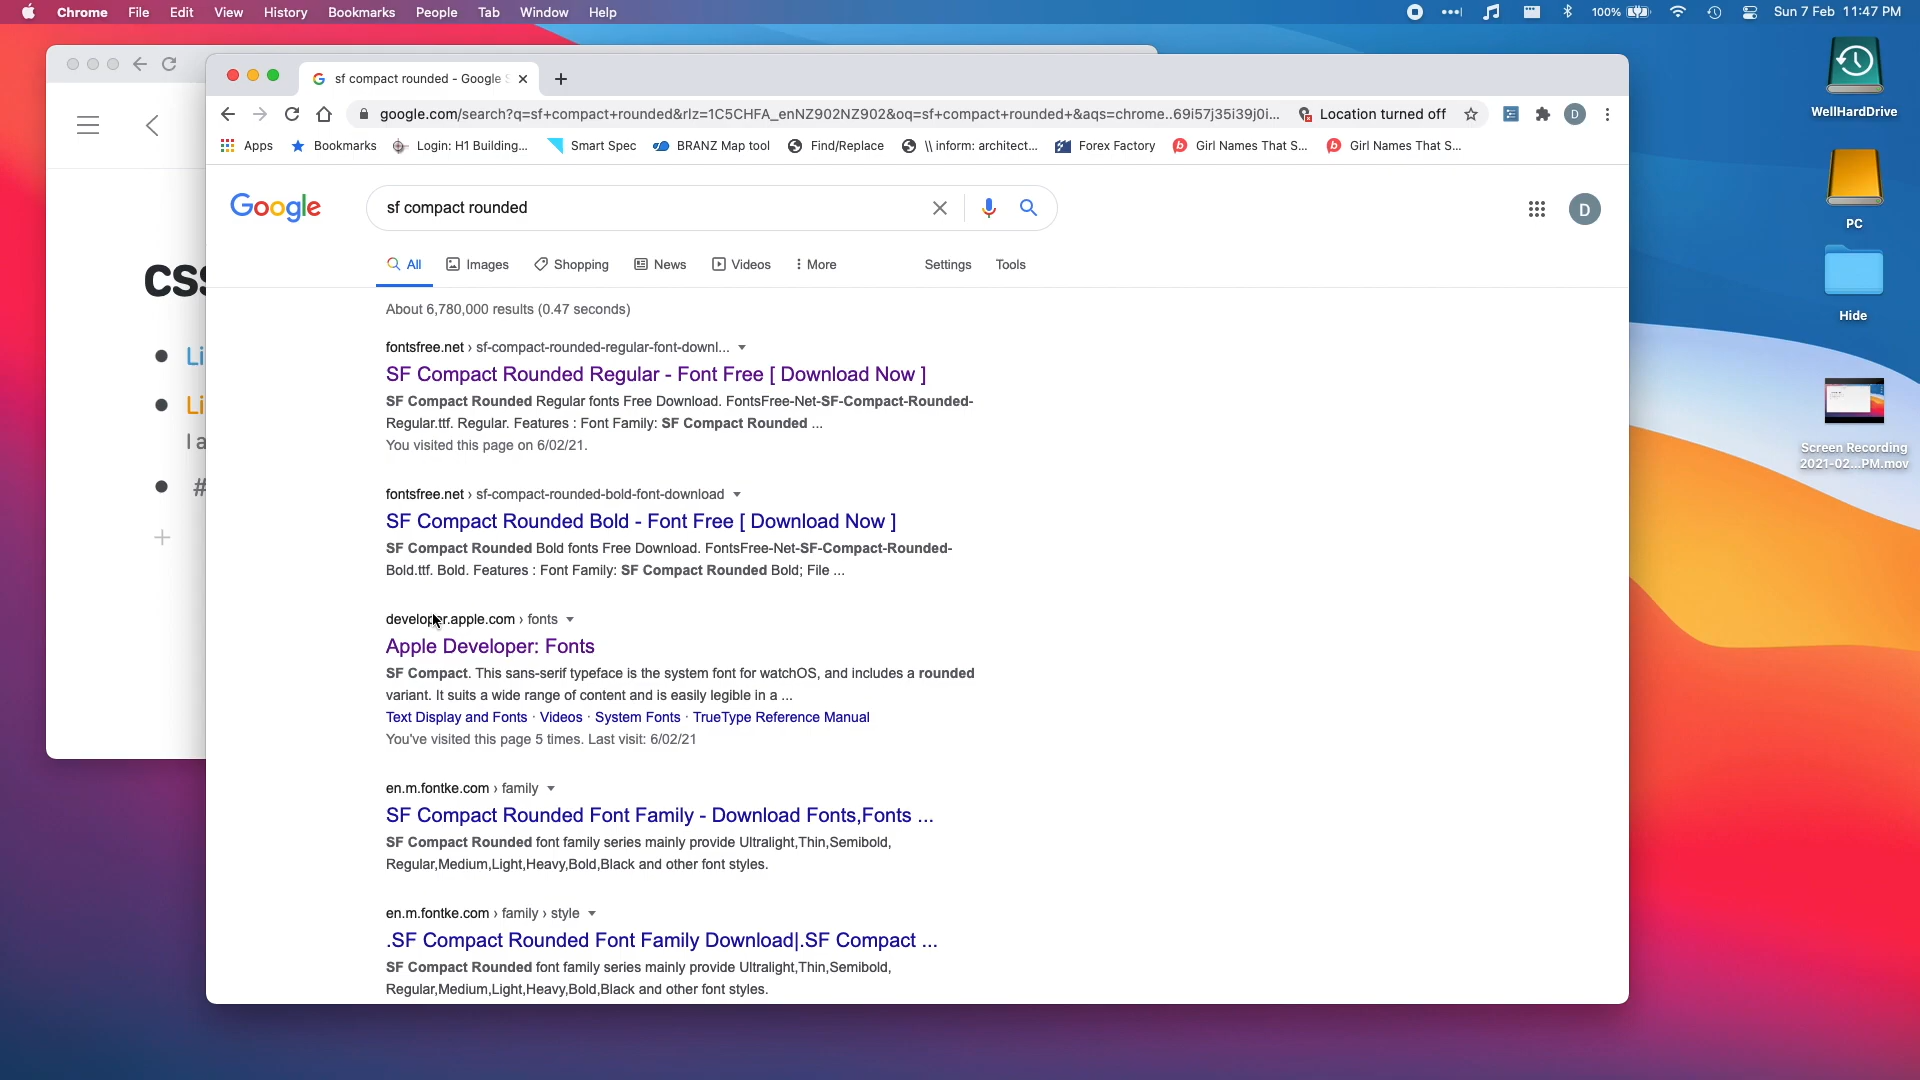 Chrome File Edit View History Bookmarks People Tab Window Help
100% Sun 7 Feb 11:47 PM
sf compact rounded - Google S
google.com/search?q=sf+compact+rounded&rlz=1C5CHFA_enNZ902NZ902&oq=sf+compact+rounded+&aqs=chrome..69i57j35i39j0i... Location turned off D
Apps Bookmarks Login: H1 Building... Smart Spec BRANZ Map tool Find/Replace \\ inform: architect... Forex Factory Girl Names That S... Girl Names That S...
Google sf compact rounded D
All Images Shopping News Videos More Settings Tools
About 6,780,000 results (0.47 seconds)
fontsfree.net › sf-compact-rounded-regular-font-downl...
SF Compact Rounded Regular - Font Free [ Download Now ]
SF Compact Rounded Regular fonts Free Download. FontsFree-Net-SF-Compact-Rounded-
Regular.ttf. Regular. Features : Font Family: SF Compact Rounded ...
You visited this page on 6/02/21.
fontsfree.net › sf-compact-rounded-bold-font-download
SF Compact Rounded Bold - Font Free [ Download Now ]
SF Compact Rounded Bold fonts Free Download. FontsFree-Net-SF-Compact-Rounded-
Bold.ttf. Bold. Features : Font Family: SF Compact Rounded Bold; File ...
developer.apple.com › fonts
Apple Developer: Fonts
SF Compact. This sans-serif typeface is the system font for watchOS, and includes a rounded
variant. It suits a wide range of content and is easily legible in a ...
Text Display and Fonts · Videos · System Fonts · TrueType Reference Manual
You've visited this page 5 times. Last visit: 6/02/21
en.m.fontke.com › family
SF Compact Rounded Font Family - Download Fonts,Fonts ...
SF Compact Rounded font family series mainly provide Ultralight,Thin,Semibold,
Regular,Medium,Light,Heavy,Bold,Black and other font styles.
en.m.fontke.com › family › style
.SF Compact Rounded Font Family Download|.SF Compact ...
SF Compact Rounded font family series mainly provide Ultralight,Thin,Semibold,
Regular,Medium,Light,Heavy,Bold,Black and other font styles.
CSS
Li
Li
I a
#
WellHardDrive
PC
Hide
Screen Recording
2021-02...PM.mov